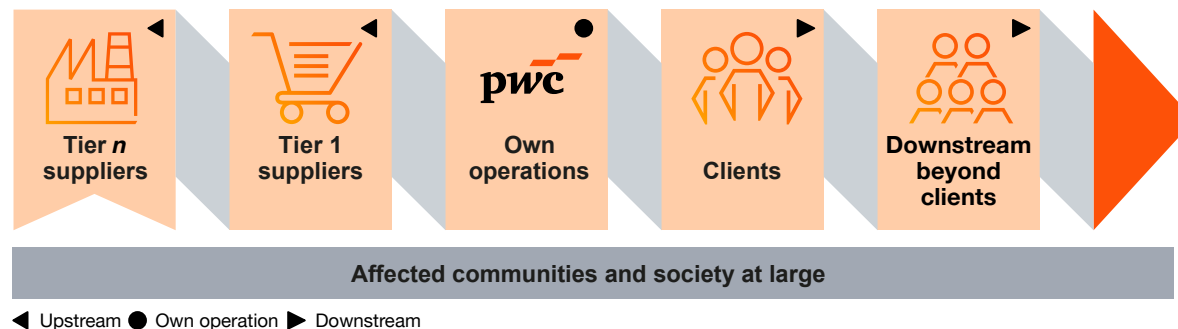 pwc
Tier n
suppliers
Tier 1
suppliers
Own
operations
Clients
Downstream
beyond
clients
Affected communities and society at large
Upstream Own operation Downstream